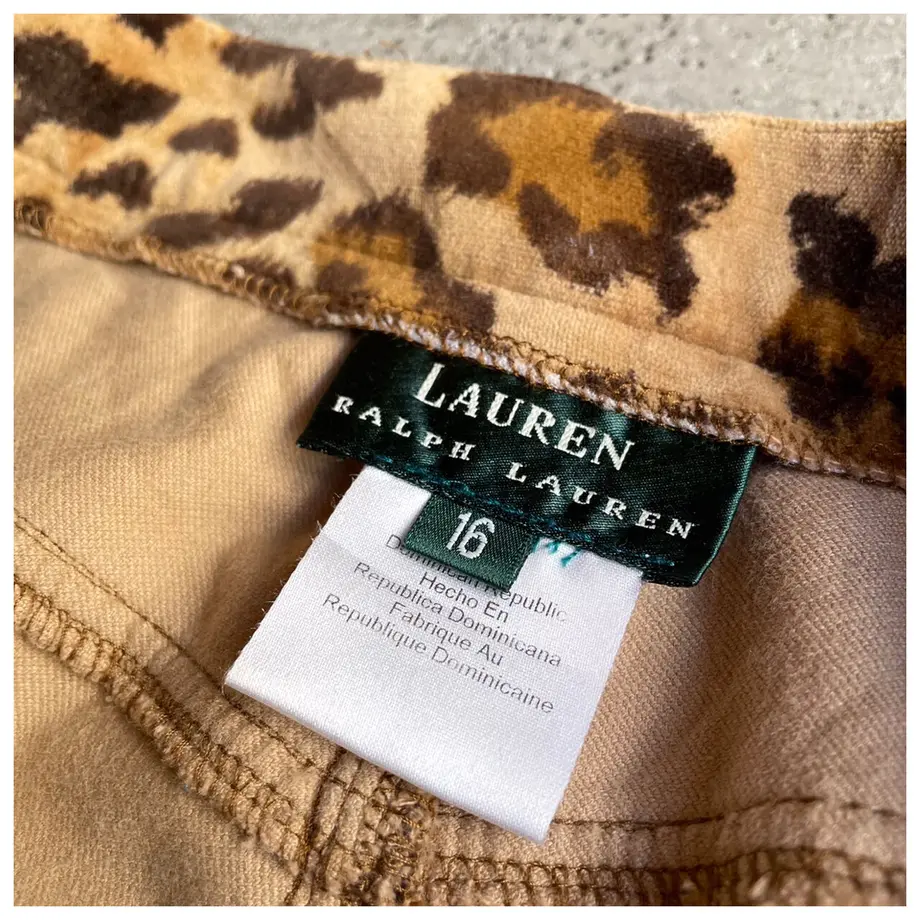 LAUREN
RALPH LAUREN
16
Dominican Republic
Hecho En
Republica Dominicana
Fabrique Au
Republique Dominicaine